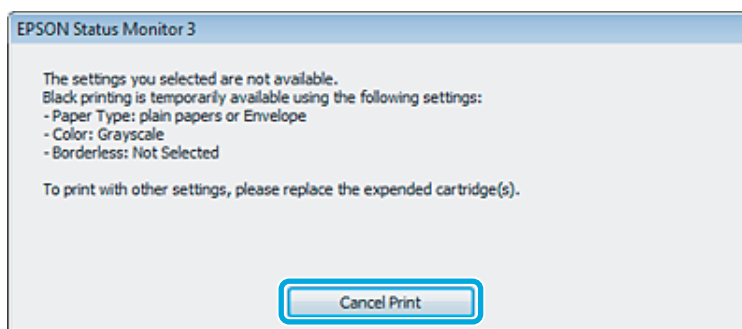 EPSON Status Monitor 3
The settings you selected are not available.
Black printing is temporarily available using the following settings:
- Paper Type: plain papers or Envelope
- Color: Grayscale
- Borderless: Not Selected
To print with other settings, please replace the expended cartridge(s).
Cancel Print